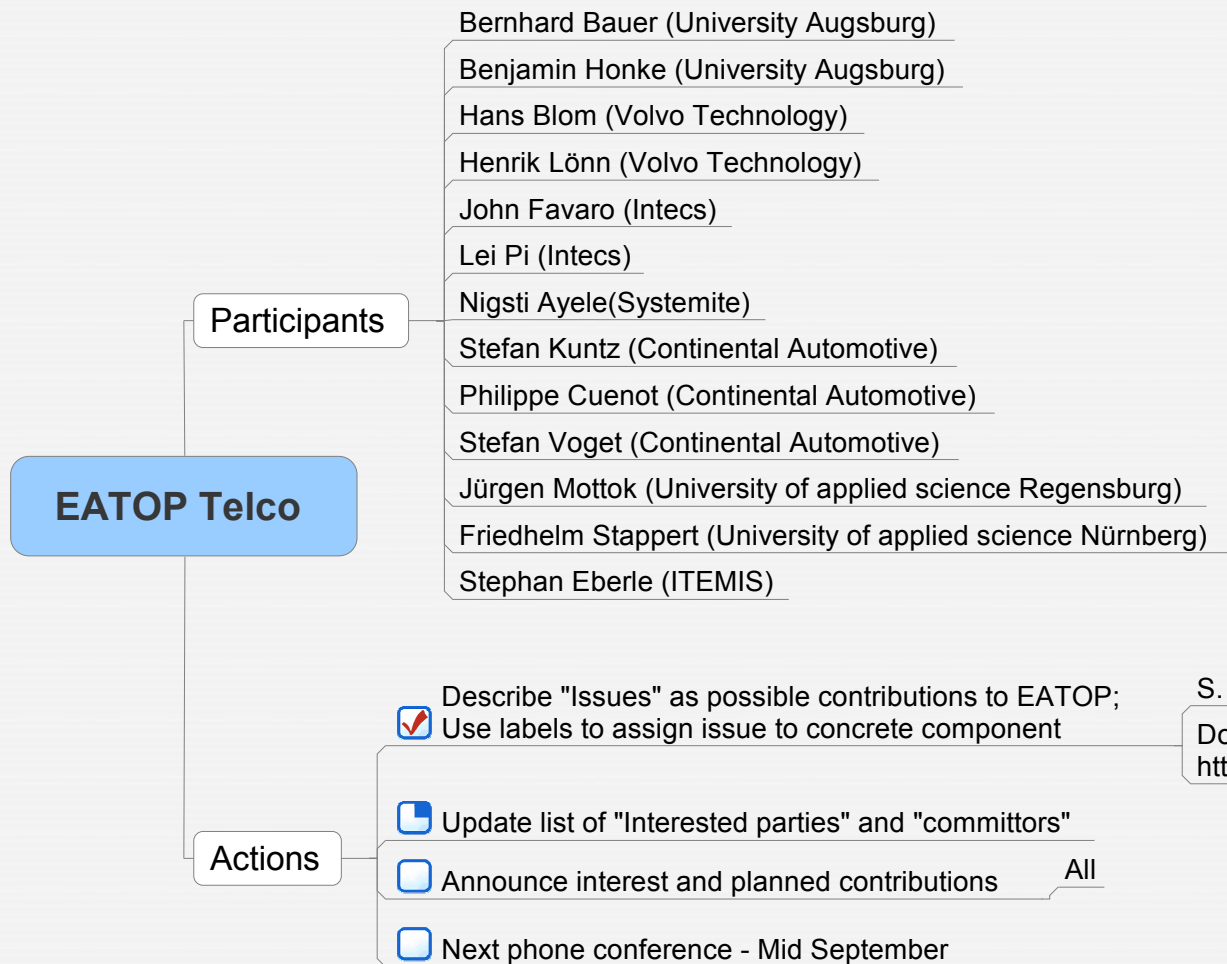 EATOP Telco
Participants
Bernhard Bauer (University Augsburg)
Benjamin Honke (University Augsburg)
Hans Blom (Volvo Technology)
Henrik Lönn (Volvo Technology)
John Favaro (Intecs)
Lei Pi (Intecs)
Nigsti Ayele(Systemite)
Stefan Kuntz (Continental Automotive)
Philippe Cuenot (Continental Automotive)
Stefan Voget (Continental Automotive)
Jürgen Mottok (University of applied science Regensburg)
Friedhelm Stappert (University of applied science Nürnberg)
Stephan Eberle (ITEMIS)
Actions
Describe "Issues" as possible contributions to EATOP;
Use labels to assign issue to concrete component
S.
Update list of "Interested parties" and "committors"
Announce interest and planned contributions
All
Next phone conference - Mid September